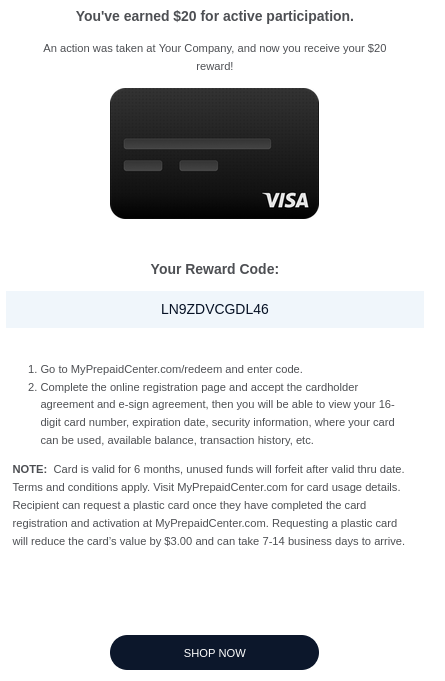 You've earned $20 for active participation.
An action was taken at Your Company, and now you receive your $20
reward!
VISA
Your Reward Code:
LN9ZDVCGDL46
1. Go to MyPrepaidCenter.com/redeem and enter code.
2. Complete the online registration page and accept the cardholder
agreement and e-sign agreement, then you will be able to view your 16-
digit card number, expiration date, security information, where your card
can be used, available balance, transaction history, etc.
NOTE: Card is valid for 6 months, unused funds will forfeit after valid thru date.
Terms and conditions apply. Visit MyPrepaidCenter.com for card usage details.
Recipient can request a plastic card once they have completed the card
registration and activation at MyPrepaidCenter.com. Requesting a plastic card
will reduce the card's value by $3.00 and can take 7-14 business days to arrive.
SHOP NOW